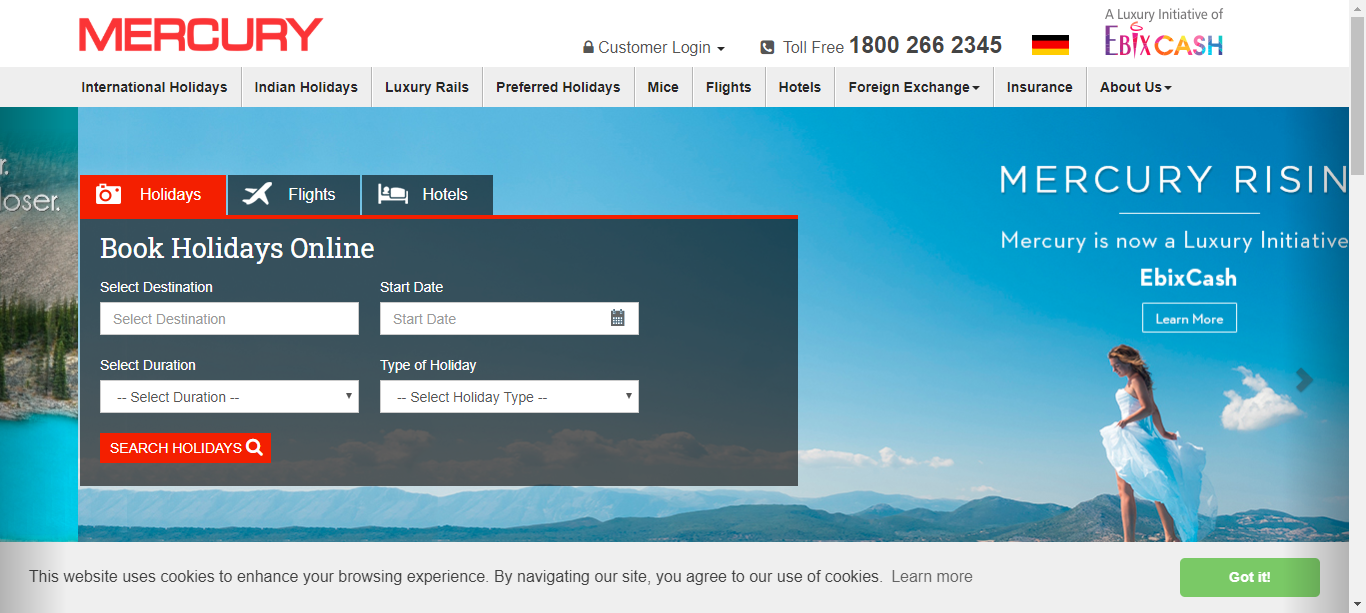 MERCURY
Customer Login
Toll Free 1800 266 2345
A Luxury Initiative of
EBIXCASH
International Holidays
Indian Holidays
Luxury Rails
Preferred Holidays
Mice
Flights
Hotels
Foreign Exchange
Insurance
About Us
r.
loser.
Holidays
Flights
Hotels
Book Holidays Online
Select Destination
Start Date
Select Destination
Start Date
Select Duration
Type of Holiday
-- Select Duration --
-- Select Holiday Type --
SEARCH HOLIDAYS
MERCURY RISIN
Mercury is now a Luxury Initiative
EbixCash
Learn More
This website uses cookies to enhance your browsing experience. By navigating our site, you agree to our use of cookies. Learn more
Got it!